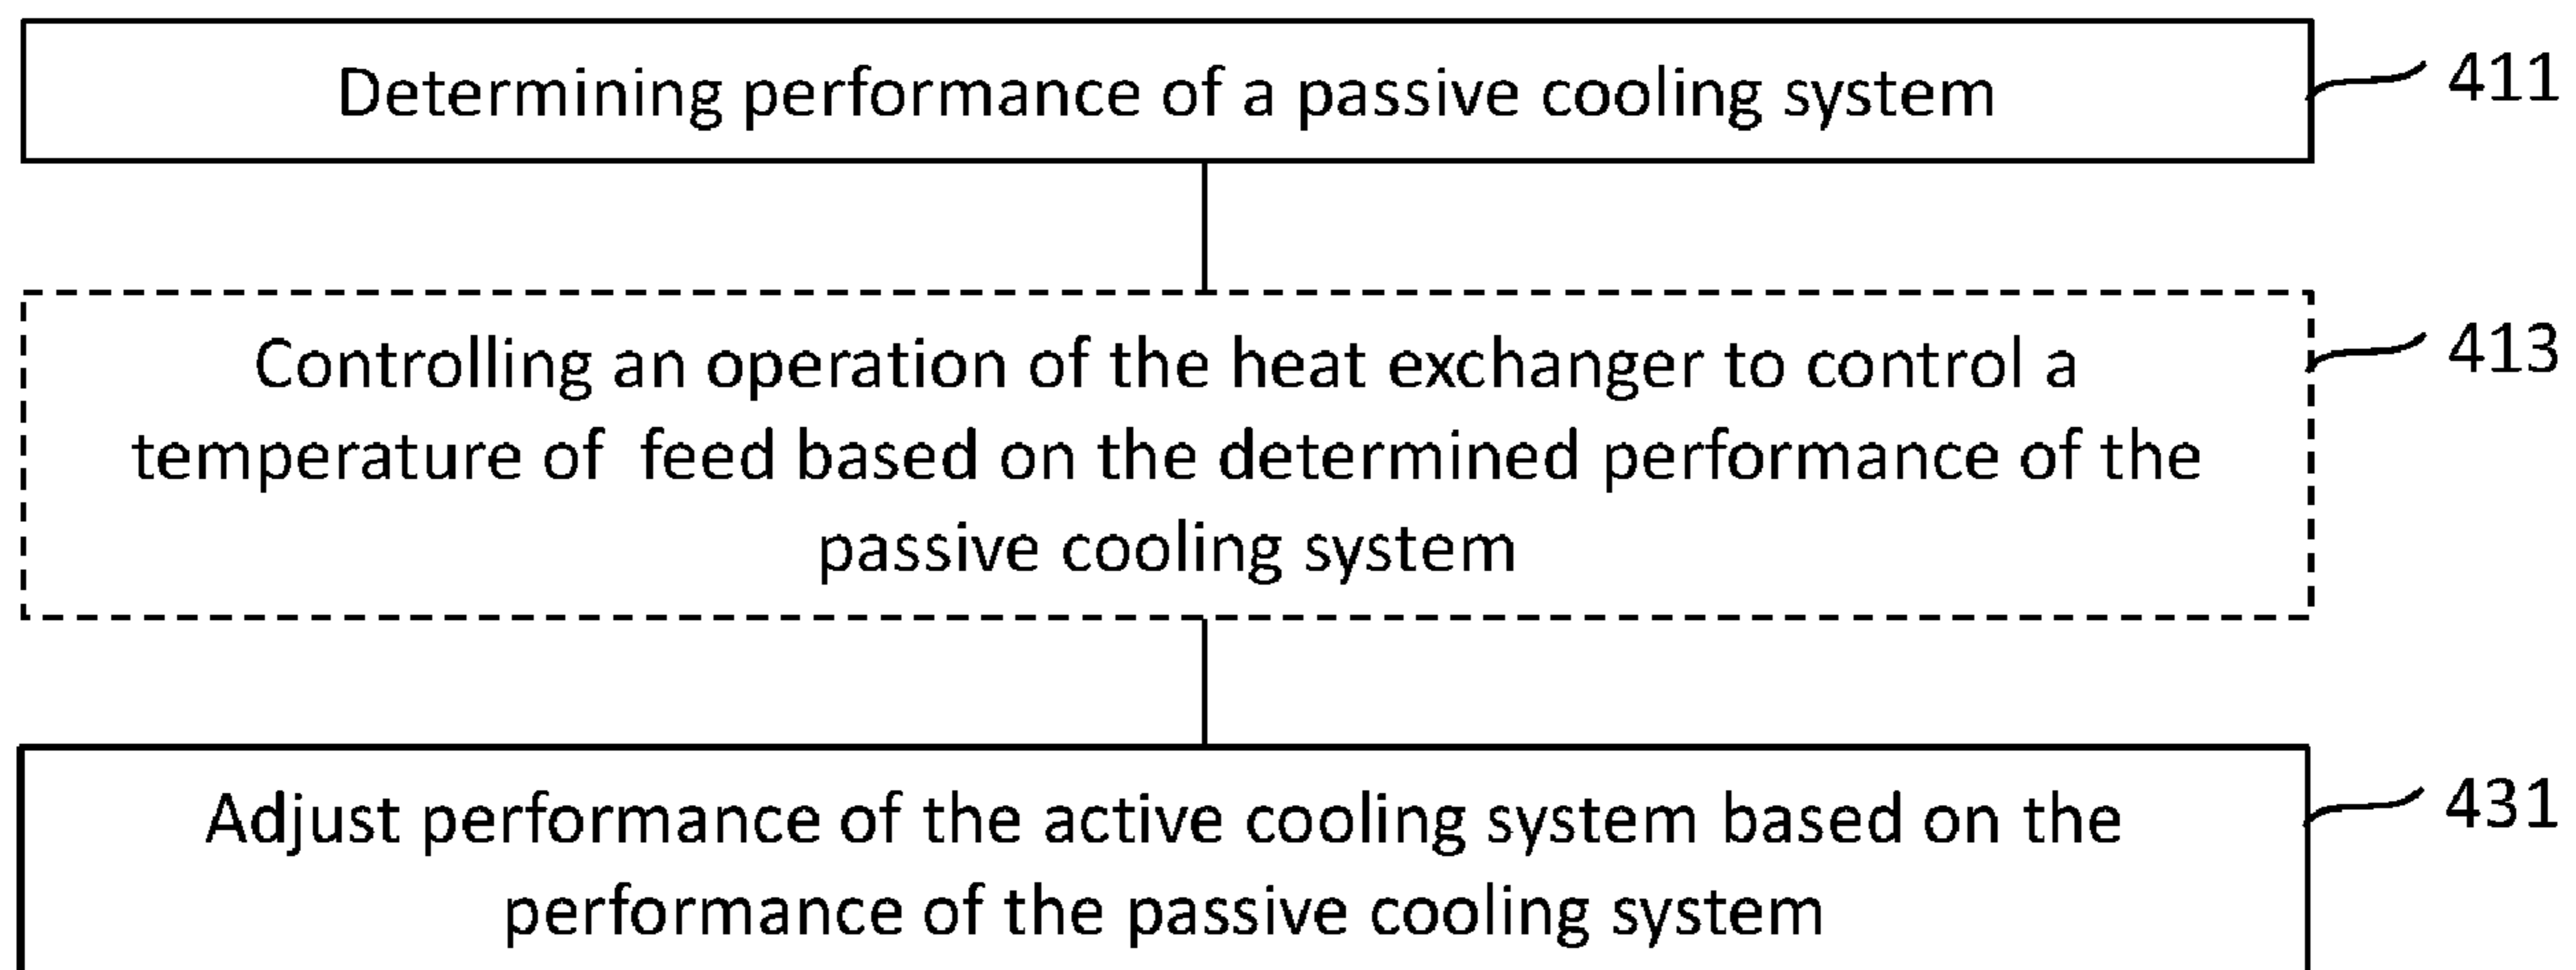 Determining performance of a passive cooling system
411
Controlling an operation of the heat exchanger to control a
temperature of feed based on the determined performance of the
passive cooling system
413
Adjust performance of the active cooling system based on the
performance of the passive cooling system
431